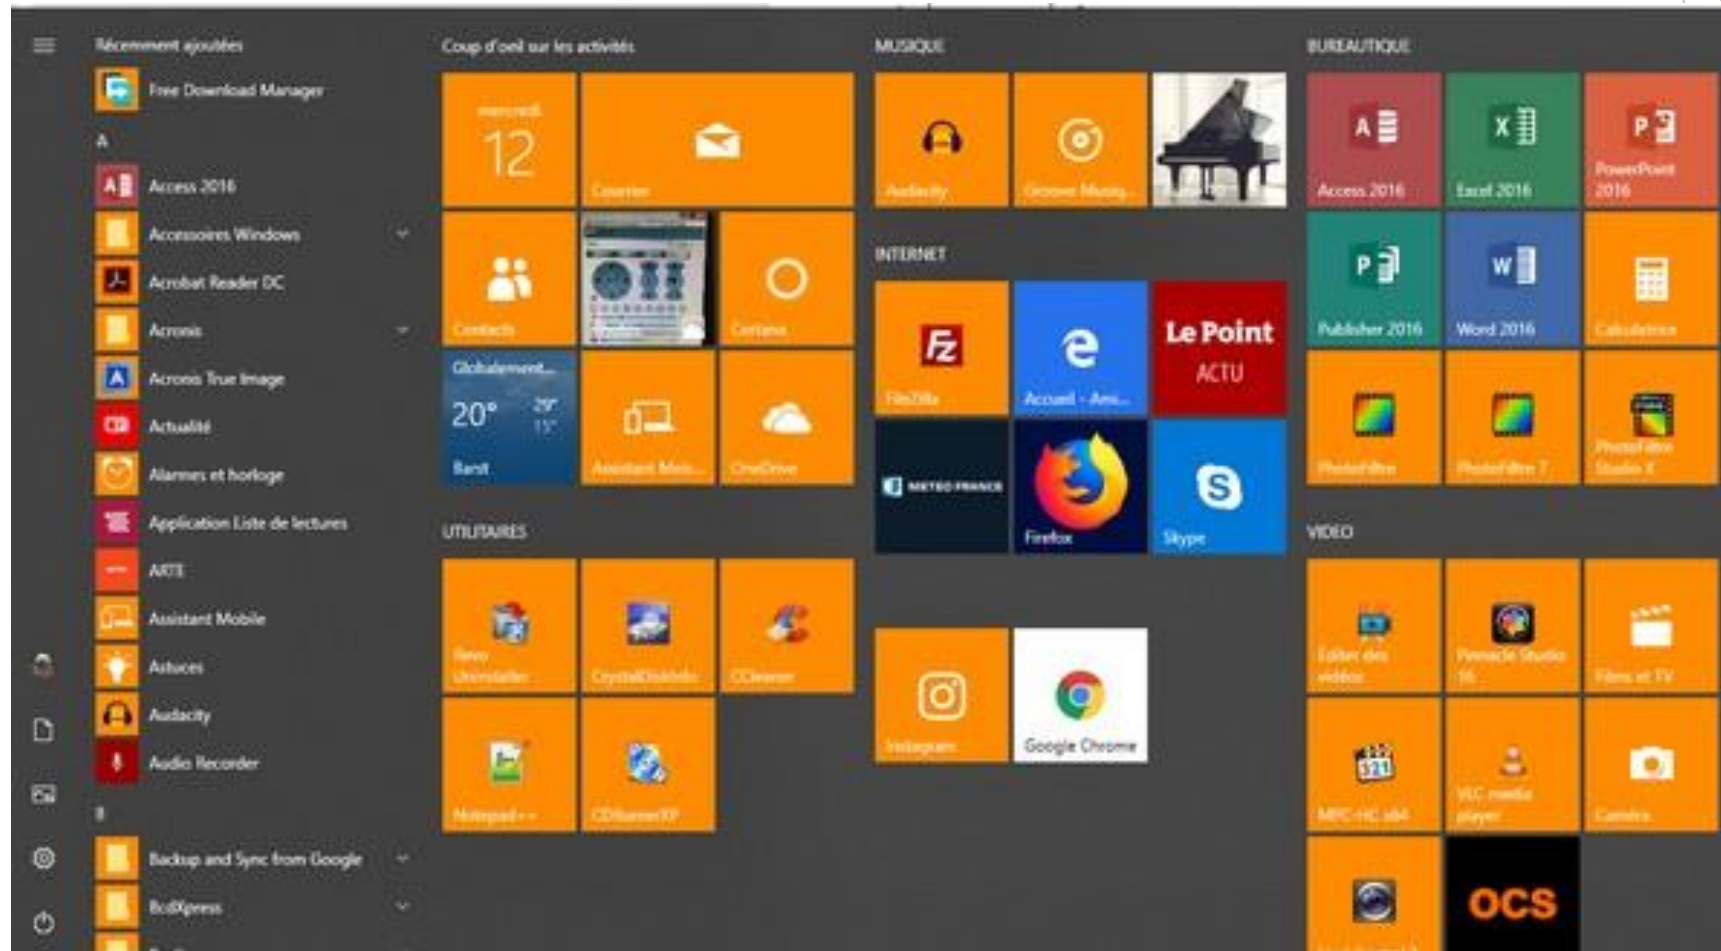 Récemment ajoutées
Free Download Manager
A
Access 2016
Accessoires Windows
Acrobat Reader DC
Acronis
Acronis True Image
Actualité
Alarmes et horloge
Application Liste de lectures
ARTE
Assistant Mobile
Astuces
Audacity
Audio Recorder
B
Backup and Sync from Google
BcdXpress
Coup d'oeil sur les activités
mercredi
12
Courrier
Contacts
Cortana
Globalement...
20°
29°
15°
Barst
Assistant Mob...
OneDrive
UTILITAIRES
Revo
Uninstaller
CrystalDiskInfo
CCleaner
Notepad++
CDBurnerXP
MUSIQUE
Audacity
Groove Musiq...
INTERNET
FileZilla
Accueil - Ami...
Le Point
ACTU
METEO FRANCE
Firefox
Skype
Instagram
Google Chrome
BUREAUTIQUE
Access 2016
Excel 2016
PowerPoint
2016
Publisher 2016
Word 2016
Calculatrice
PhotoFiltre
PhotoFiltre 7
PhotoFiltre
Studio X
VIDEO
Editer des
vidéos
Pinnacle Studio
16
Films et TV
321
MPC-HC x64
VLC media
player
Caméra
OCS